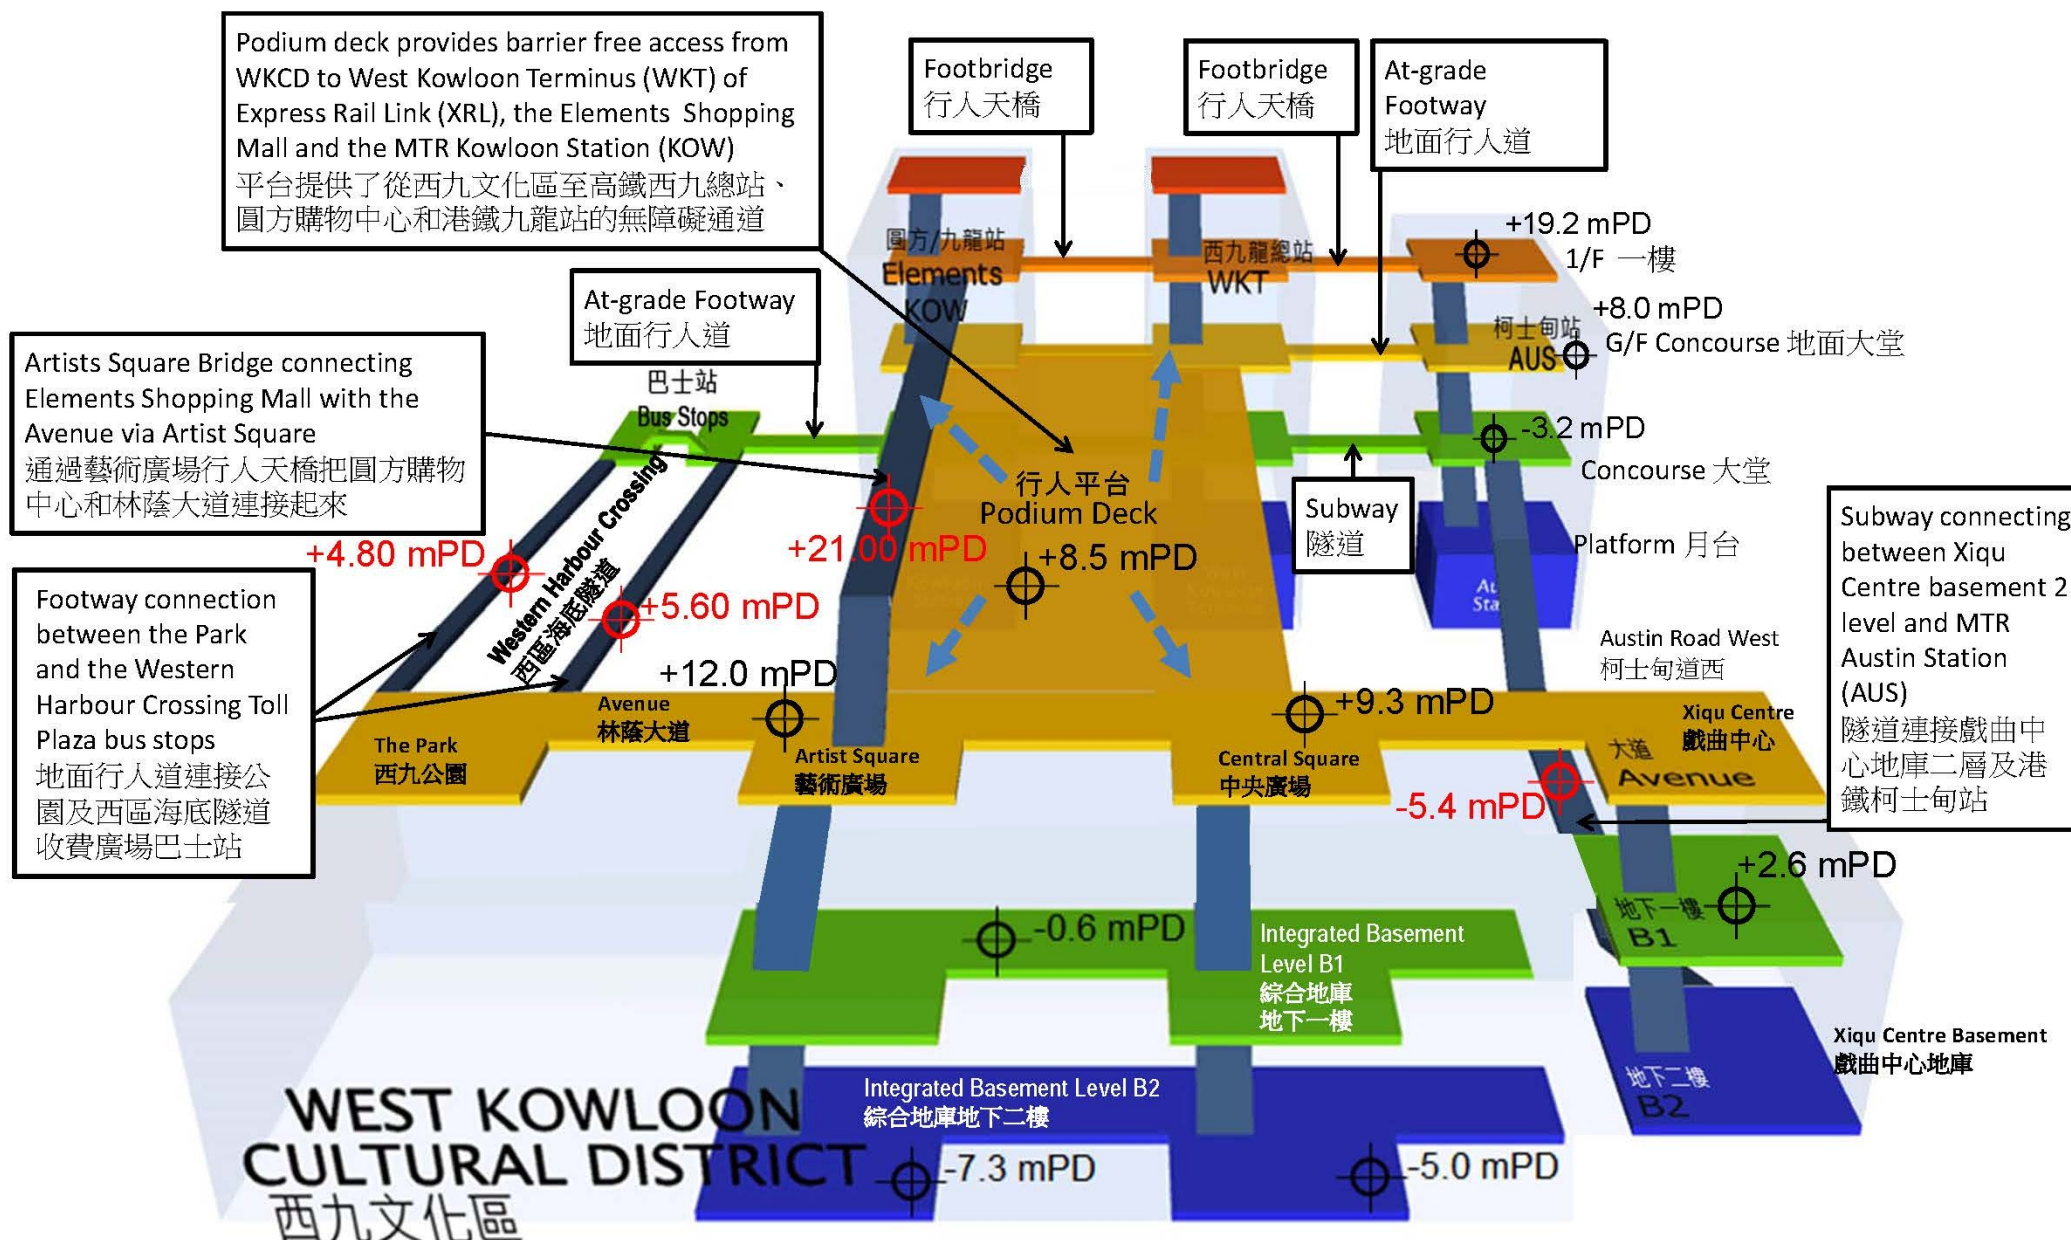 Podium deck provides barrier free access from
WKCD to West Kowloon Terminus (WKT) of
Express Rail Link (XRL), the Elements Shopping
Mall and the MTR Kowloon Station (KOW)
平台提供了從西九文化區至高鐵西九總站、
圓方購物中心和港鐵九龍站的無障礙通道
Footbridge
行人天橋
Footbridge
行人天橋
At-grade
Footway
地面行人道
圓方/九龍站
Elements
KOW
西九龍總站
WKT
+19.2 mPD
1/F 一樓
柯士甸站
AUS
+8.0 mPD
G/F Concourse 地面大堂
At-grade Footway
地面行人道
巴士站
Bus Stops
Artists Square Bridge connecting
Elements Shopping Mall with the
Avenue via Artist Square
通過藝術廣場行人天橋把圓方購物
中心和林蔭大道連接起來
-3.2 mPD
Concourse 大堂
Subway
隧道
Platform 月台
行人平台
Podium Deck
+8.5 mPD
+21.00 mPD
+4.80 mPD
+5.60 mPD
Western Harbour Crossing
西區海底隧道
Footway connection
between the Park
and the Western
Harbour Crossing Toll
Plaza bus stops
地面行人道連接公
園及西區海底隧道
收費廣場巴士站
Subway connecting
between Xiqu
Centre basement 2
level and MTR
Austin Station
(AUS)
隧道連接戲曲中
心地庫二層及港
鐵柯士甸站
Austin Road West
柯士甸道西
+12.0 mPD
+9.3 mPD
The Park
西九公園
Avenue
林蔭大道
Artist Square
藝術廣場
Central Square
中央廣場
Xiqu Centre
戲曲中心
大道
Avenue
-5.4 mPD
+2.6 mPD
地下一樓
B1
-0.6 mPD
Integrated Basement
Level B1
綜合地庫
地下一樓
Xiqu Centre Basement
戲曲中心地庫
地下二樓
B2
Integrated Basement Level B2
綜合地庫地下二樓
-7.3 mPD
-5.0 mPD
WEST KOWLOON
CULTURAL DISTRICT
西九文化區